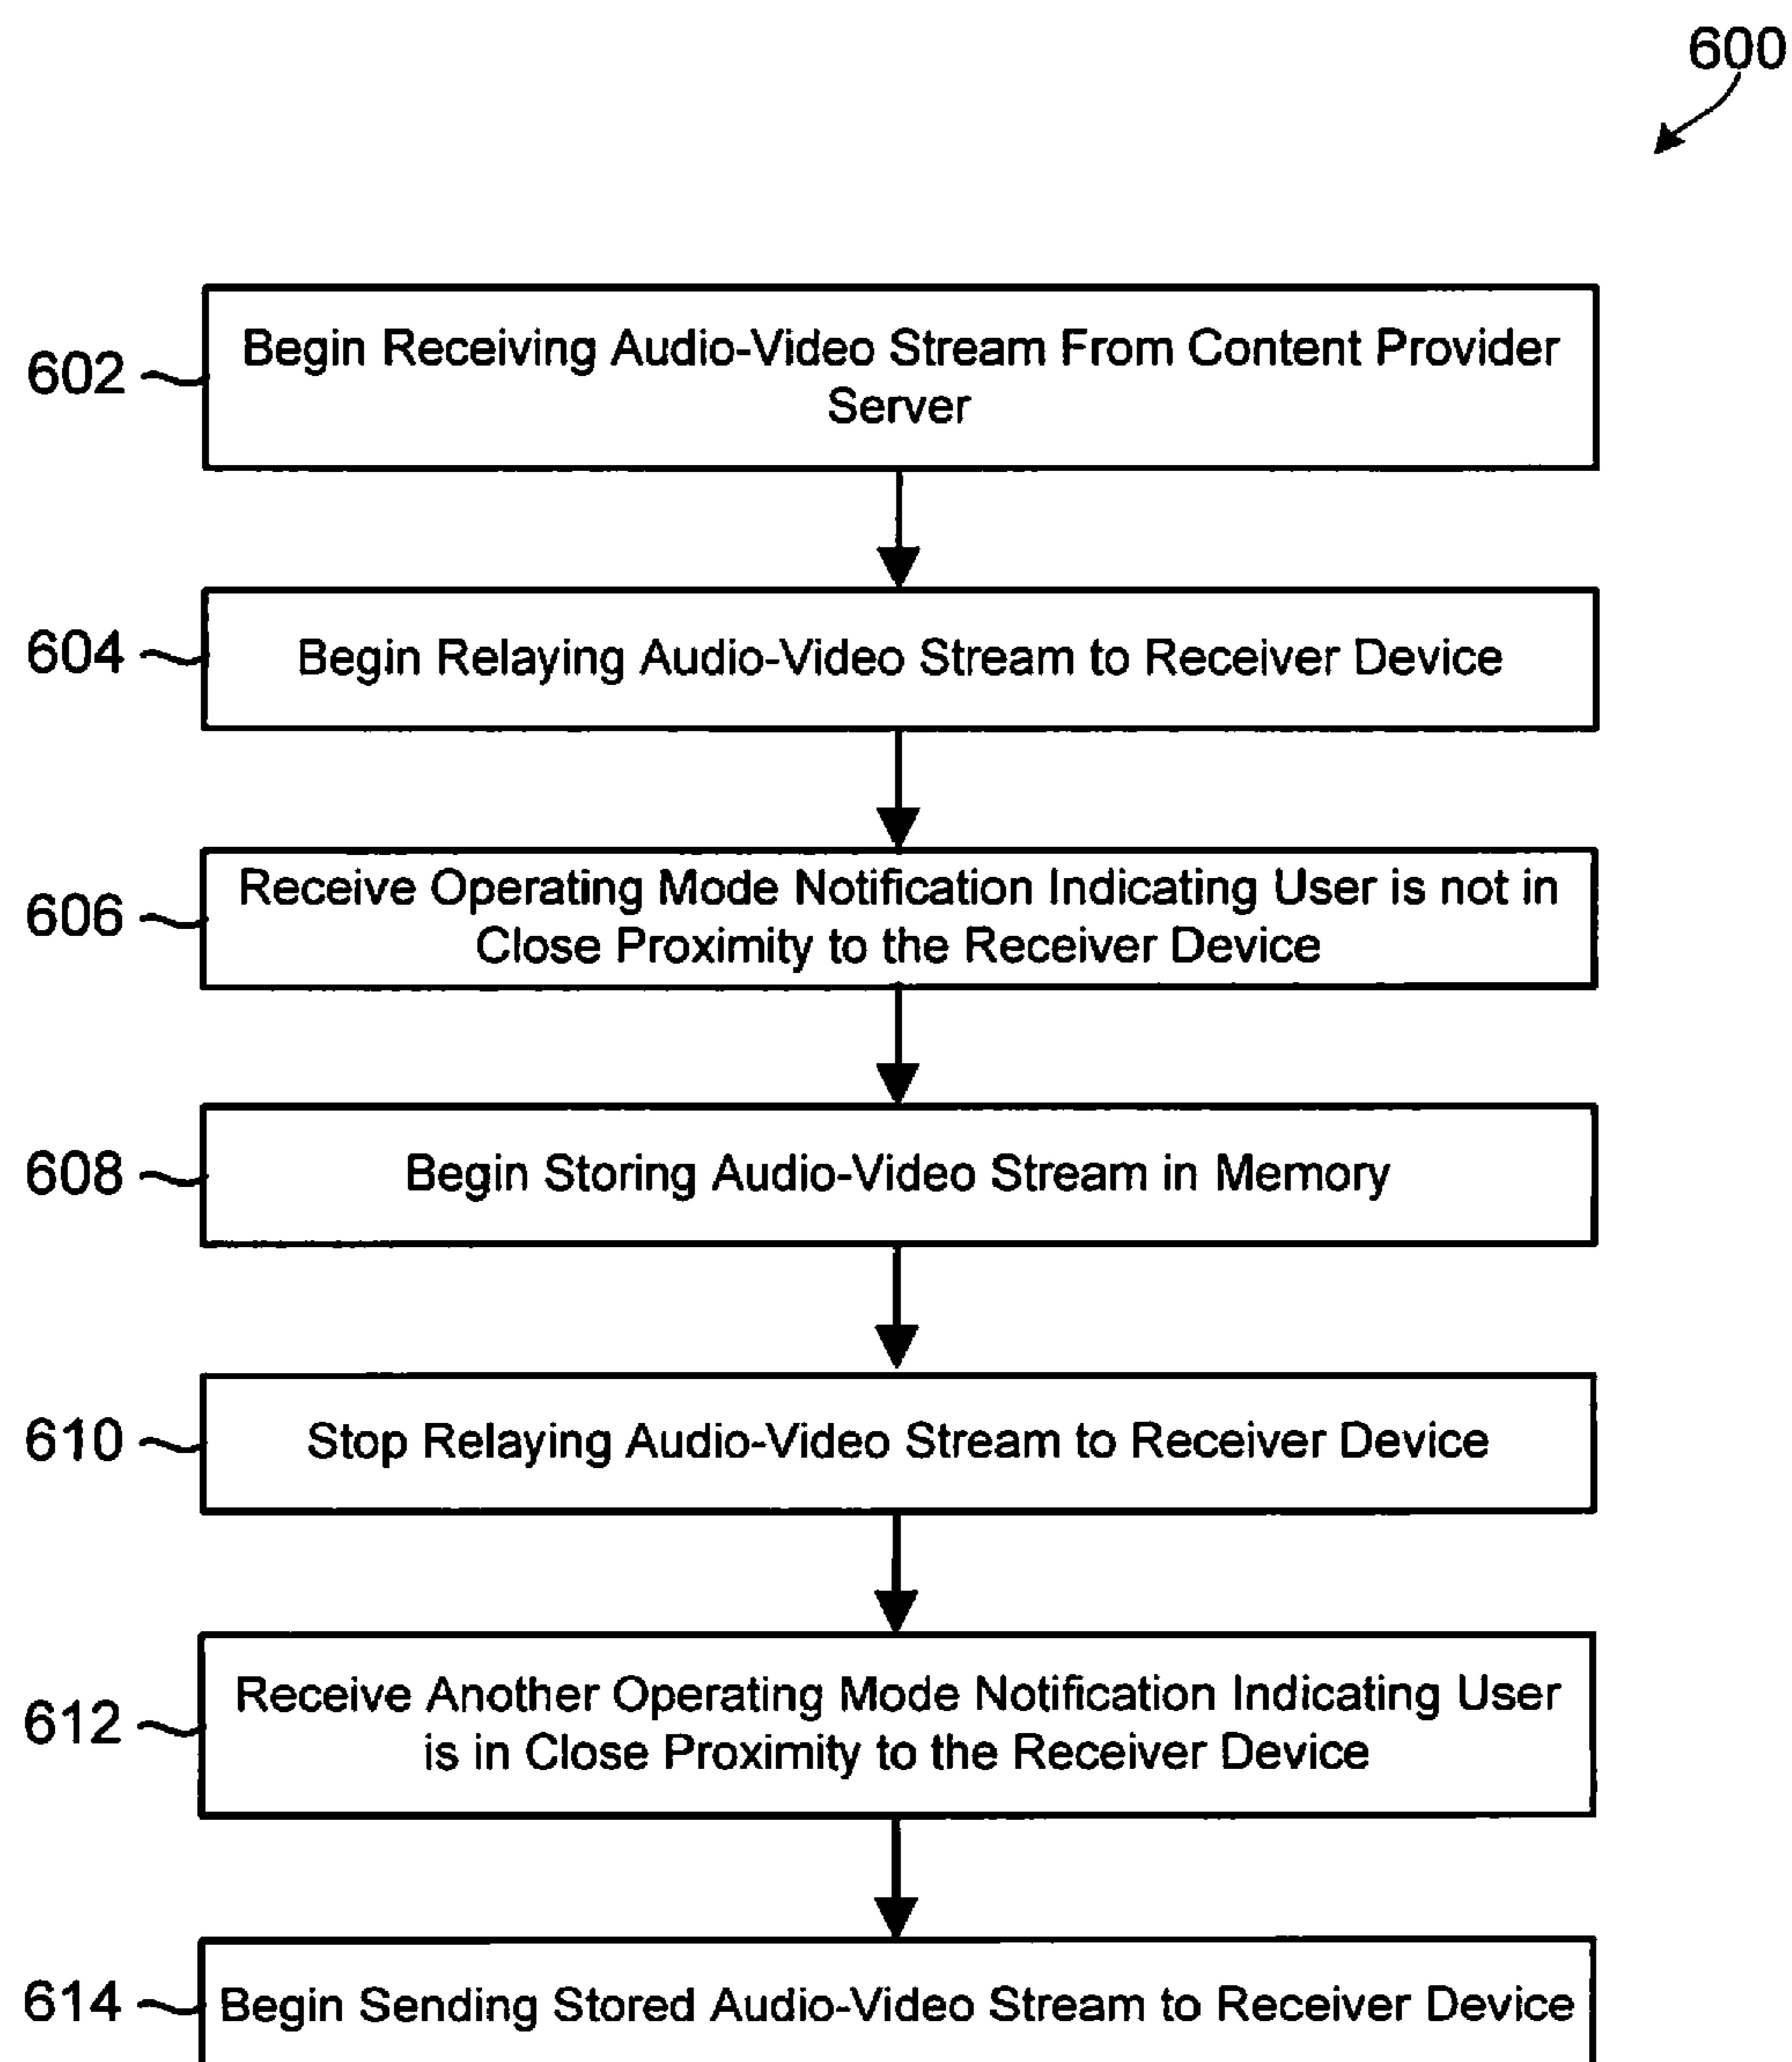 600
602
Begin Receiving Audio-Video Stream From Content Provider
Server
604
Begin Relaying Audio-Video Stream to Receiver Device
606
Receive Operating Mode Notification Indicating User is not in
Close Proximity to the Receiver Device
608
Begin Storing Audio-Video Stream in Memory
610
Stop Relaying Audio-Video Stream to Receiver Device
612
Receive Another Operating Mode Notification Indicating User
is in Close Proximity to the Receiver Device
614
Begin Sending Stored Audio-Video Stream to Receiver Device